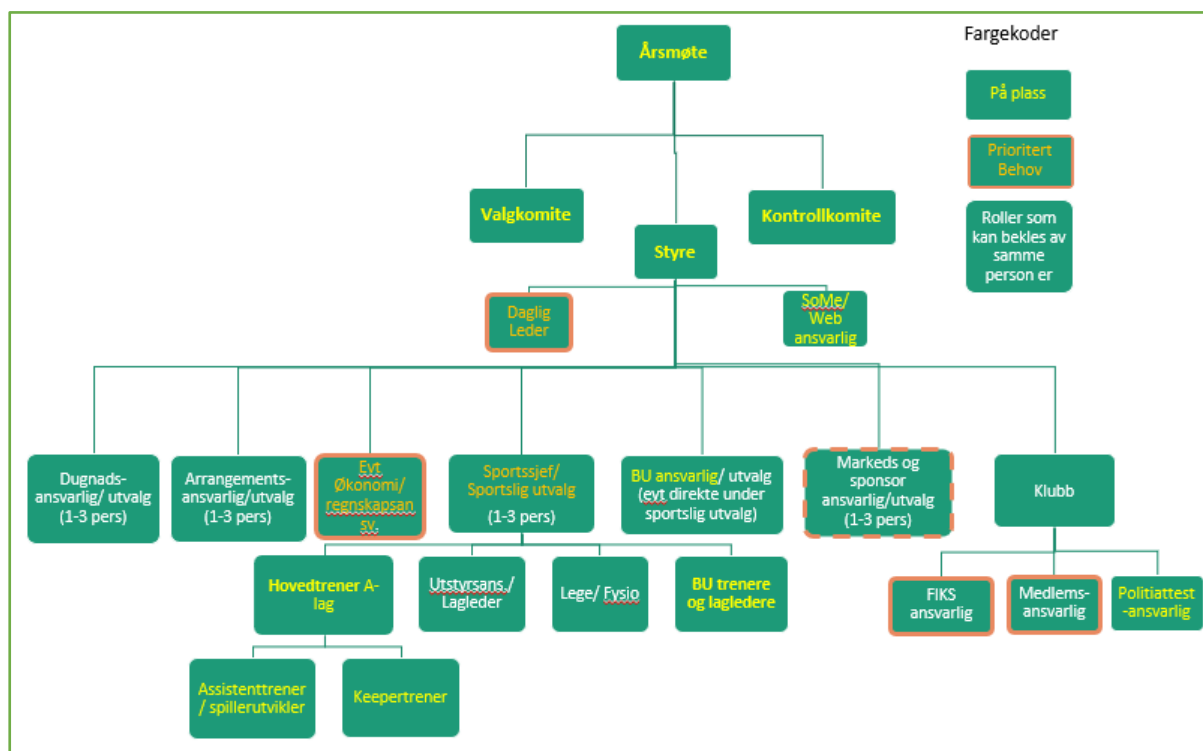 Fargekoder
Årsmøte
På plass
Prioritert
Behov
Valgkomite
Kontrollkomite
Roller som
kan bekles av
samme
person er
Styre
Daglig
Leder
SoMe/
Web
ansvarlig
Dugnads-
ansvarlig/ utvalg
(1-3 pers)
Arrangements-
ansvarlig/utvalg
(1-3 pers)
Evt
Økonomi/
regnskapsan
sv.
Sportssjef/
Sportslig utvalg
(1-3 pers)
BU ansvarlig/ utvalg
(evt direkte under
sportslig utvalg)
Markeds og
sponsor
ansvarlig/utvalg
(1-3 pers)
Klubb
Hovedtrener A-
lag
Utstyrsans./
Lagleder
Lege/ Fysio
BU trenere
og lagledere
FIKS
ansvarlig
Medlems-
ansvarlig
Politiattest
-ansvarlig
Assistenttrener
/ spillerutvikler
Keepertrener